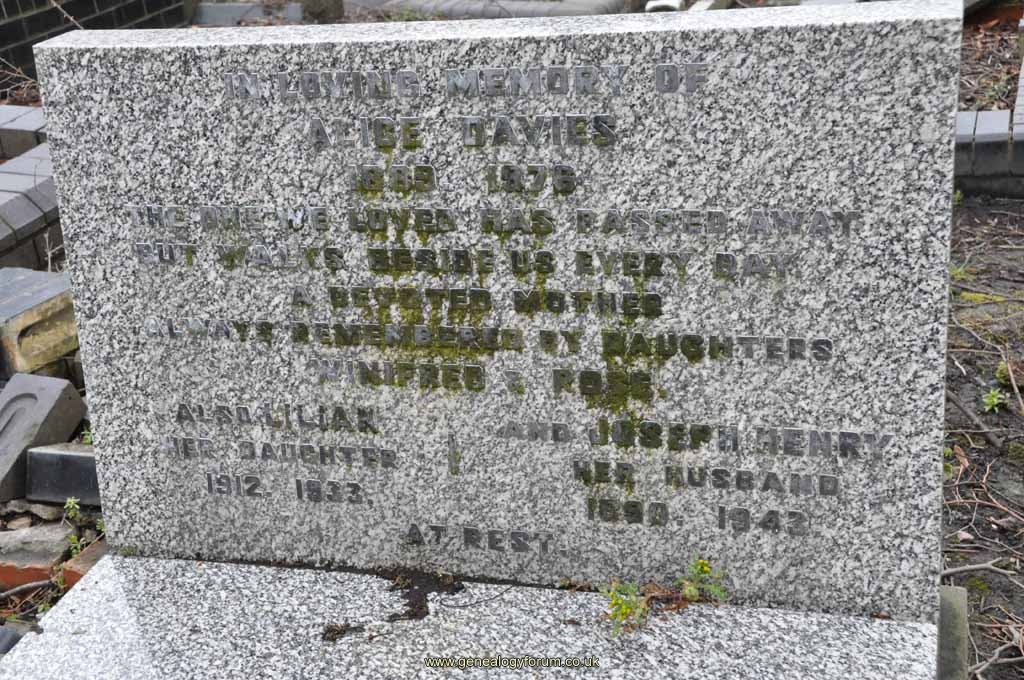 IN LOVING MEMORY OF
ALICE DAVIES
1889 1976
THE ONE WE LOVED HAS PASSED AWAY
BUT WALKS BESIDE US EVERY DAY
A DEVOTED MOTHER
ALWAYS REMEMBERED BY DAUGHTERS
WINIFRED & ROSE
ALSO LILIAN
HER DAUGHTER
1912. 1933.
AND JOSEPH HENRY
HER HUSBAND
1890. 1943
AT REST.
www.genealogyforum.co.uk